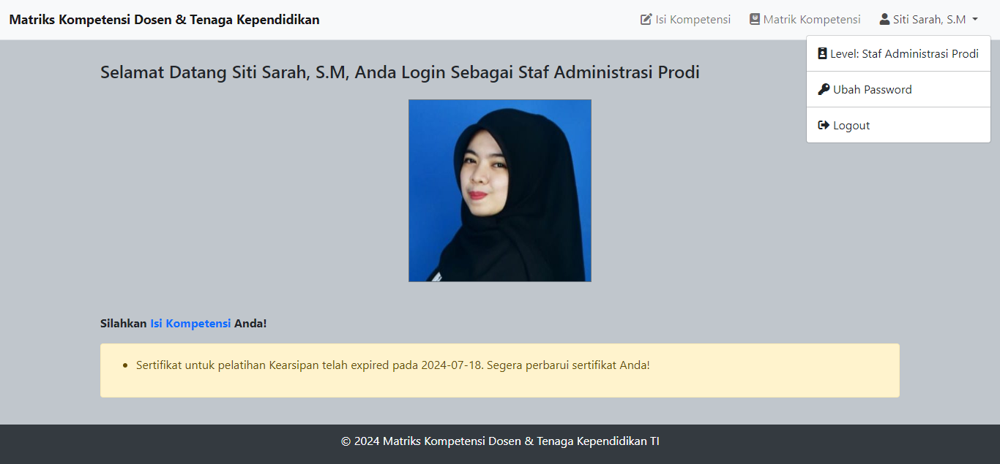 Matriks Kompetensi Dosen & Tenaga Kependidikan
Isi Kompetensi
Matrik Kompetensi
Siti Sarah, S.M
Level: Staf Administrasi Prodi
Ubah Password
Logout
Selamat Datang Siti Sarah, S.M, Anda Login Sebagai Staf Administrasi Prodi
Silahkan Isi Kompetensi Anda!
Sertifikat untuk pelatihan Kearsipan telah expired pada 2024-07-18. Segera perbarui sertifikat Anda!
© 2024 Matriks Kompetensi Dosen & Tenaga Kependidikan TI